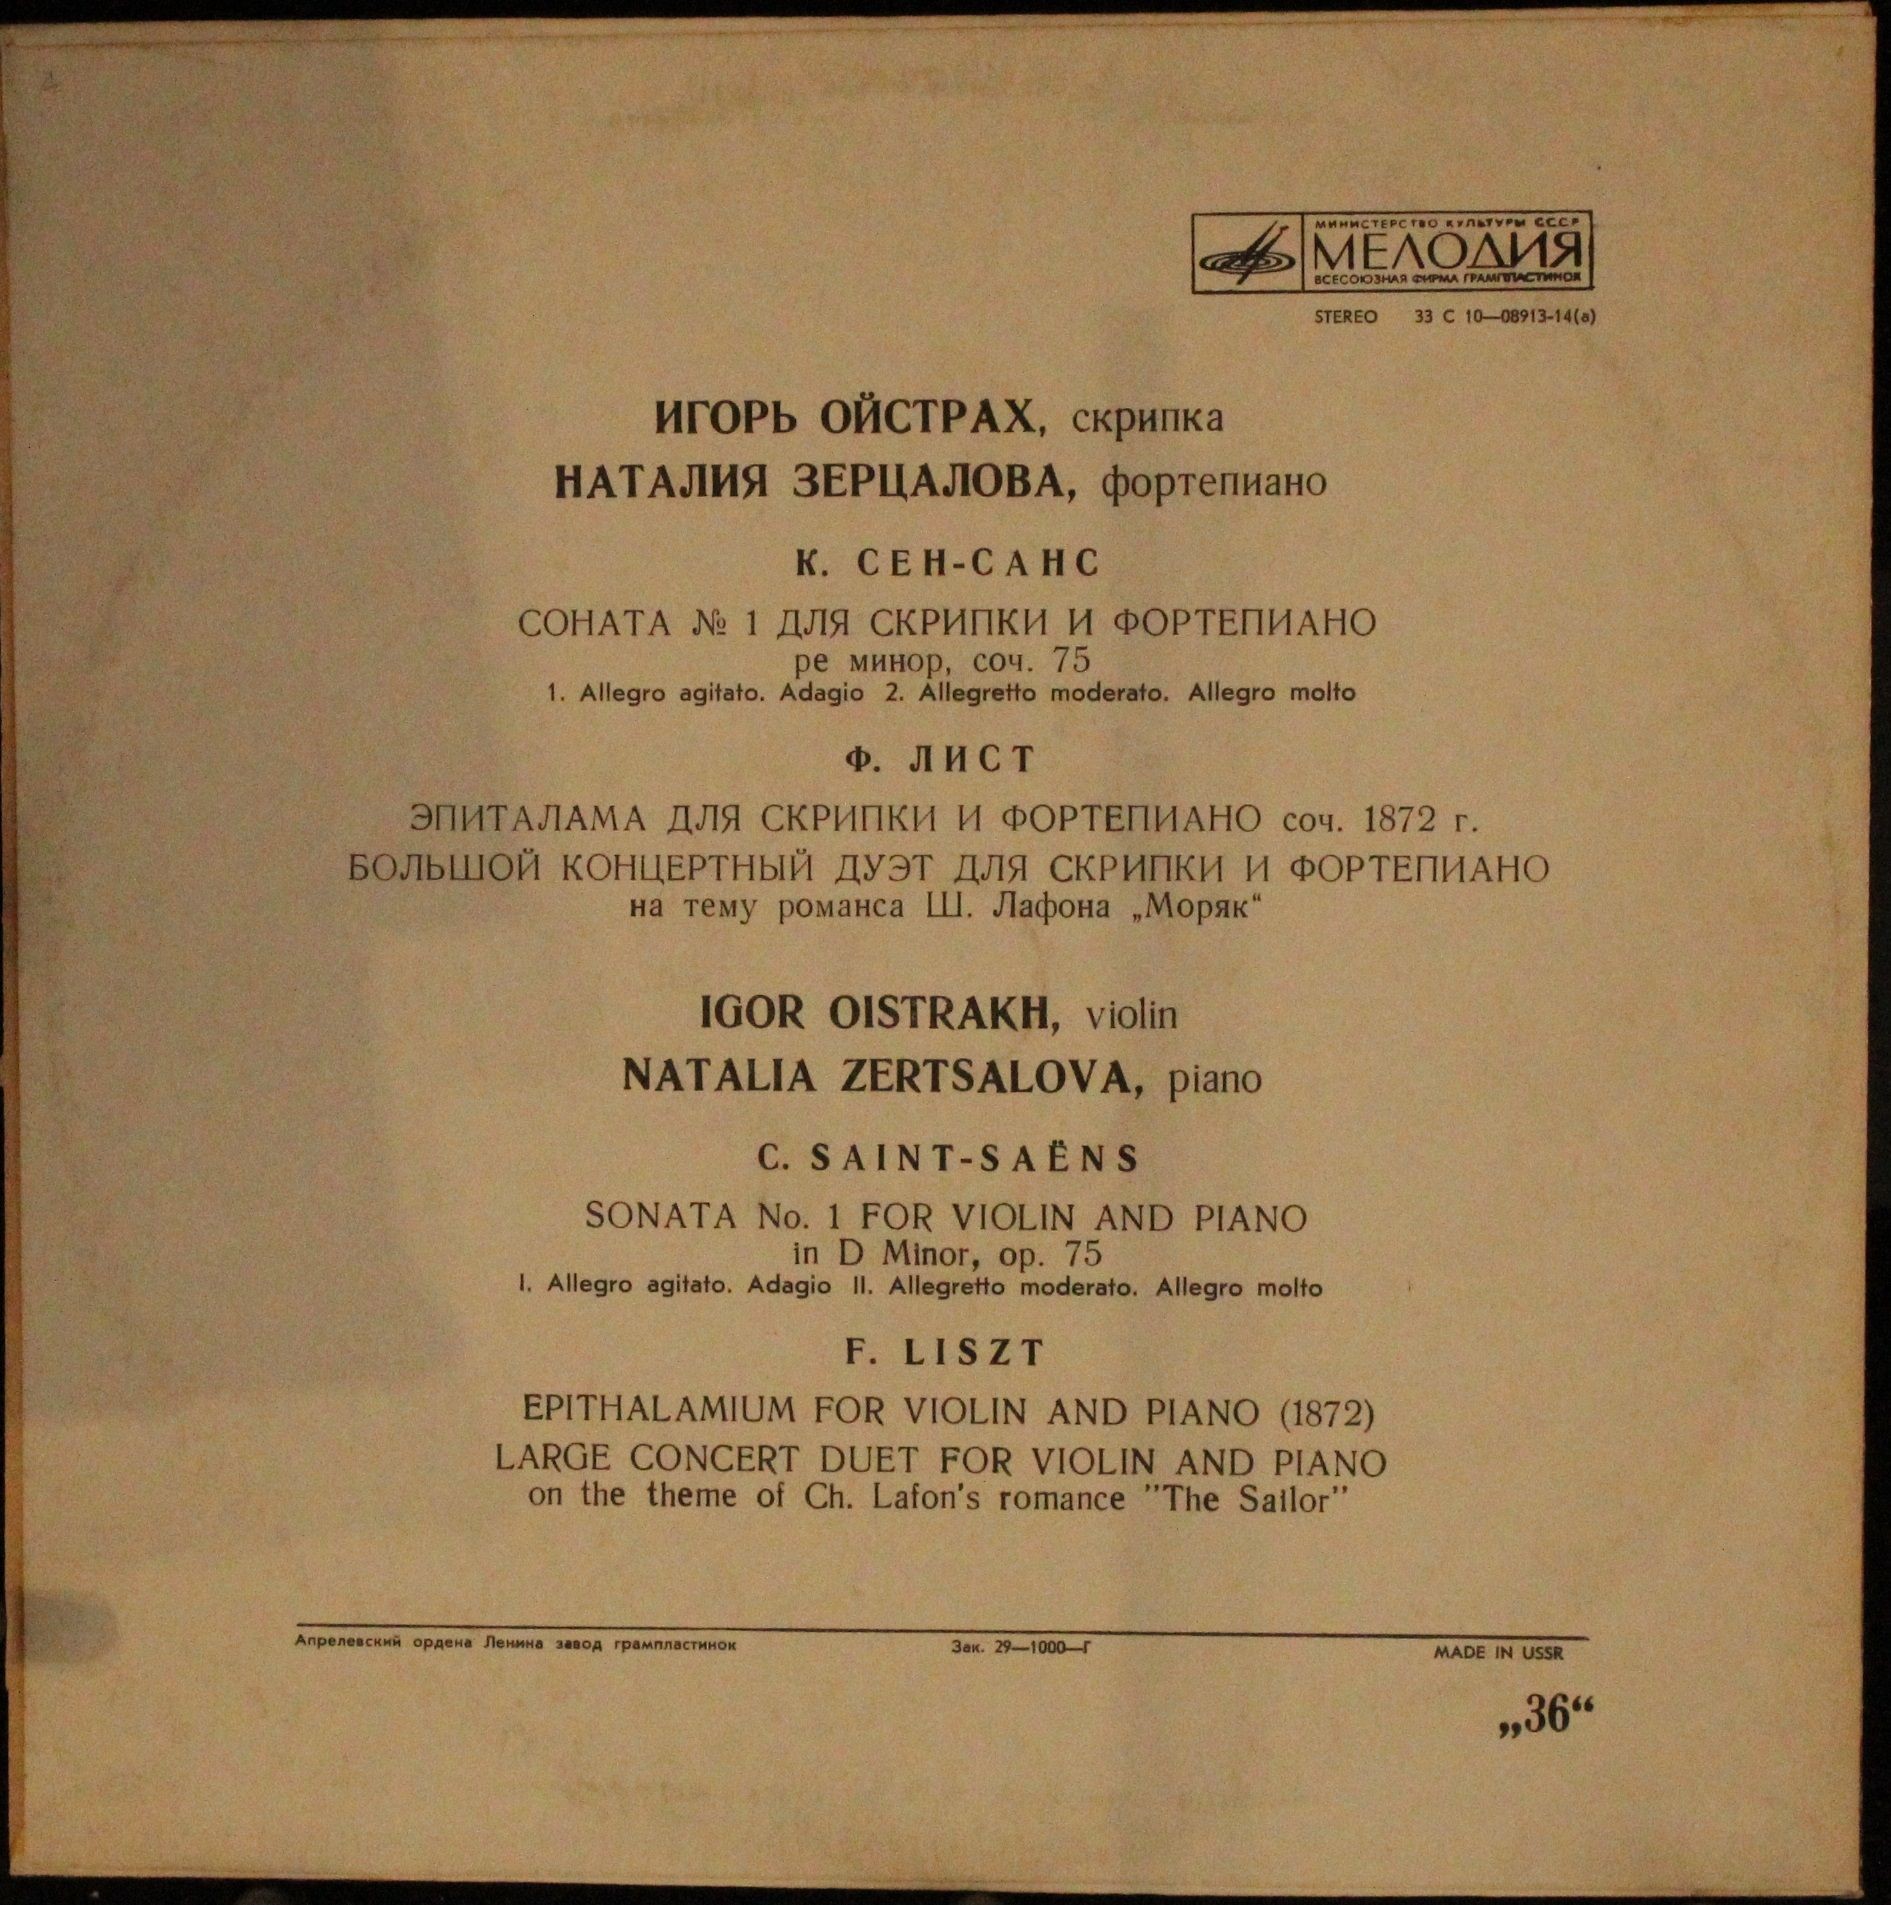 МИНИСТЕРСТВО КУЛЬТУРЫ СССР
МЕЛОДИЯ
ВСЕСОЮЗНАЯ ФИРМА ГРАМПЛАСТИНОК
STEREO 33 С 10—08913-14(а)
ИГОРЬ ОЙСТРАХ, скрипка
НАТАЛИЯ ЗЕРЦАЛОВА, фортепиано
К. СЕН-САНС
СОНАТА № 1 ДЛЯ СКРИПКИ И ФОРТЕПИАНО
ре минор, соч. 75
1. Allegro agitato. Adagio 2. Allegretto moderato. Allegro molto
Ф. ЛИСТ
ЭПИТАЛАМА ДЛЯ СКРИПКИ И ФОРТЕПИАНО соч. 1872 г.
БОЛЬШОЙ КОНЦЕРТНЫЙ ДУЭТ ДЛЯ СКРИПКИ И ФОРТЕПИАНО
на тему романса Ш. Лафона „Моряк“
IGOR OISTRAKH, violin
NATALIA ZERTSALOVA, piano
C. SAINT-SAËNS
SONATA No. 1 FOR VIOLIN AND PIANO
in D Minor, op. 75
I. Allegro agitato. Adagio II. Allegretto moderato. Allegro molto
F. LISZT
EPITHALAMIUM FOR VIOLIN AND PIANO (1872)
LARGE CONCERT DUET FOR VIOLIN AND PIANO
on the theme of Ch. Lafon's romance "The Sailor"
Апрелевский ордена Ленина завод грампластинок Зак. 29—1000—Г MADE IN USSR
„36“